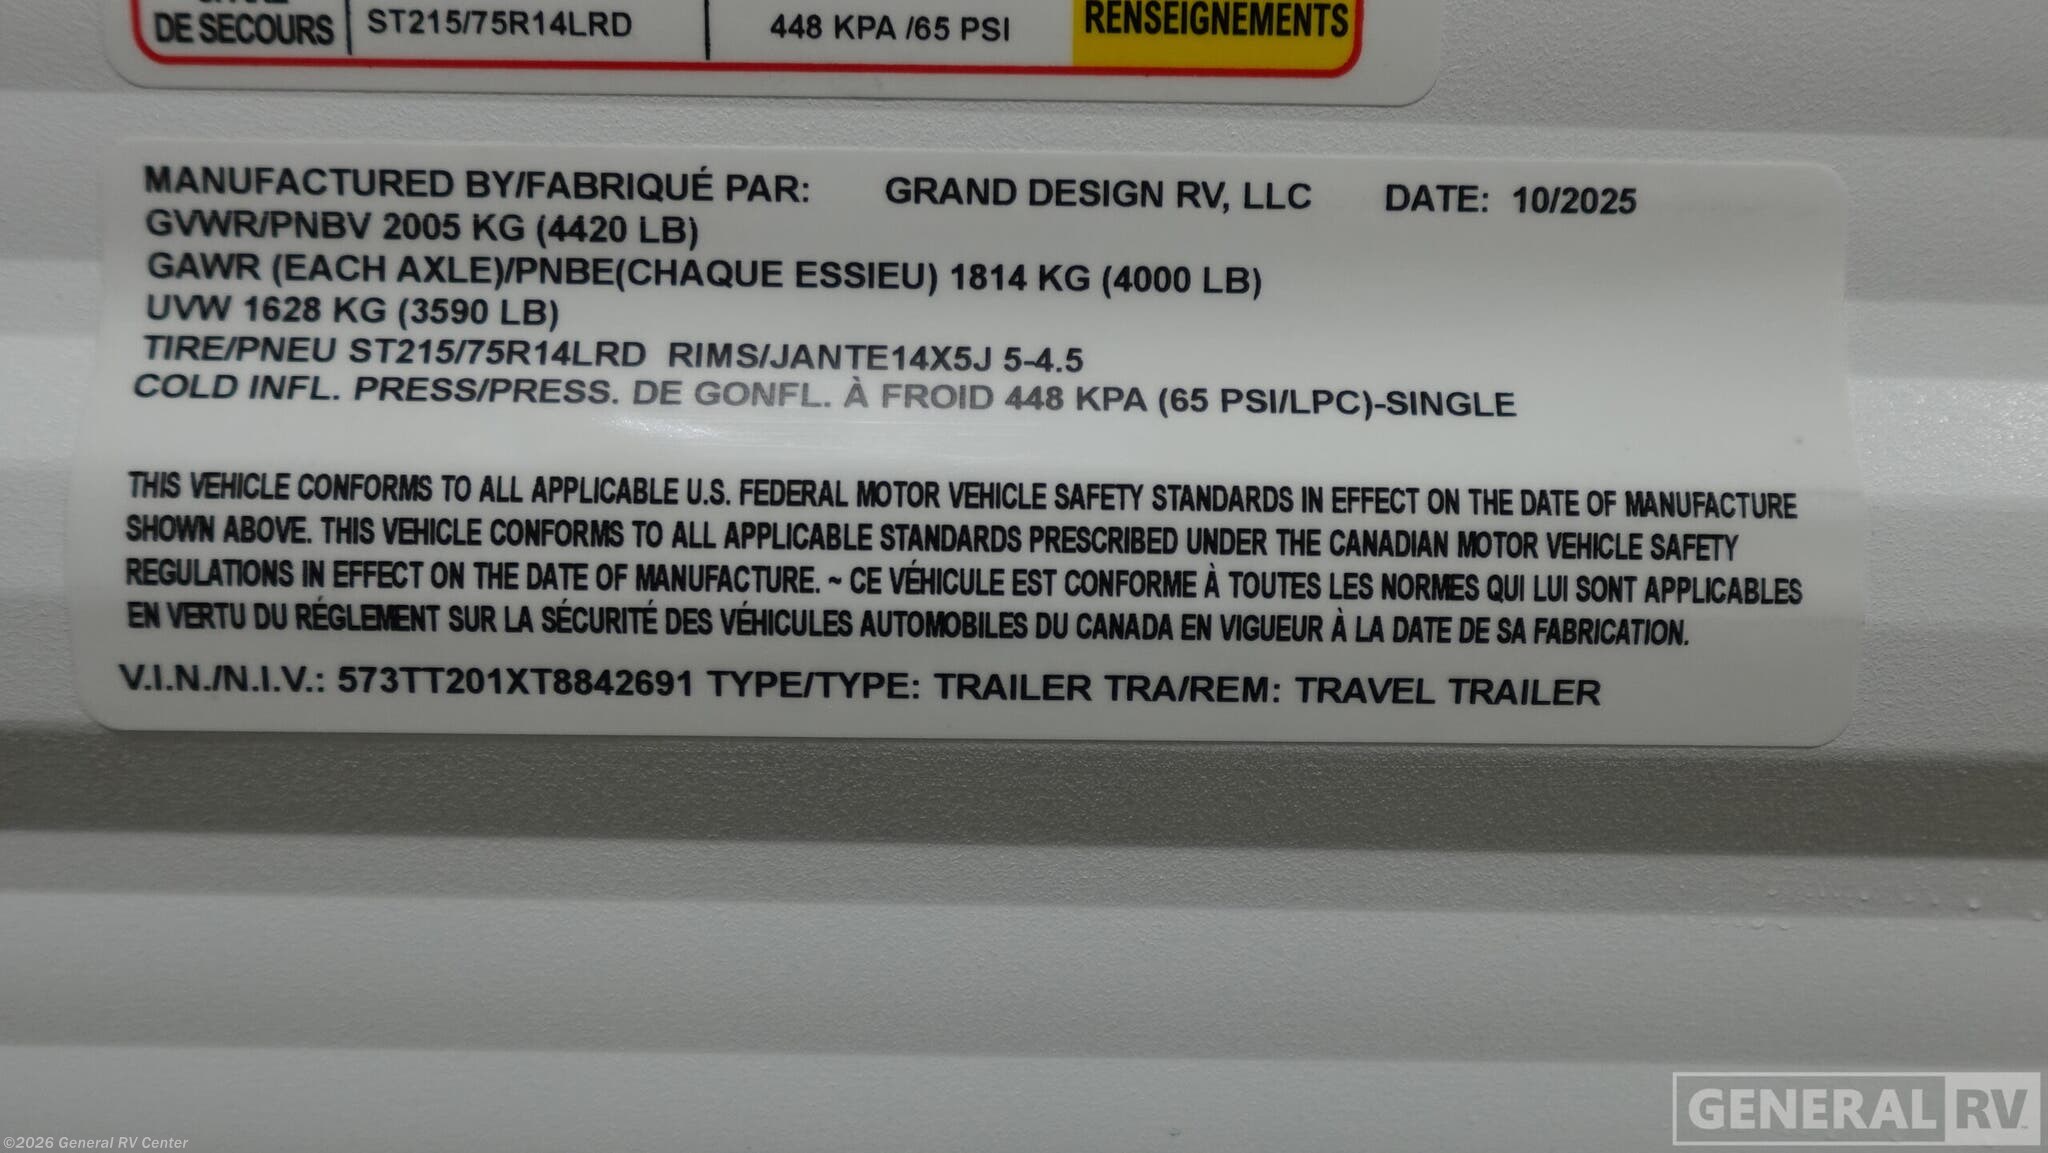 DE SECOURS ST215/75R14LRD 448 KPA /65 PSI RENSEIGNEMENTS
MANUFACTURED BY/FABRIQUÉ PAR: GRAND DESIGN RV, LLC DATE: 10/2025
GVWR/PNBV 2005 KG (4420 LB)
GAWR (EACH AXLE)/PNBE(CHAQUE ESSIEU) 1814 KG (4000 LB)
UVW 1628 KG (3590 LB)
TIRE/PNEU ST215/75R14LRD RIMS/JANTE14X5J 5-4.5
COLD INFL. PRESS/PRESS. DE GONFL. À FROID 448 KPA (65 PSI/LPC)-SINGLE
THIS VEHICLE CONFORMS TO ALL APPLICABLE U.S. FEDERAL MOTOR VEHICLE SAFETY STANDARDS IN EFFECT ON THE DATE OF MANUFACTURE
SHOWN ABOVE. THIS VEHICLE CONFORMS TO ALL APPLICABLE STANDARDS PRESCRIBED UNDER THE CANADIAN MOTOR VEHICLE SAFETY
REGULATIONS IN EFFECT ON THE DATE OF MANUFACTURE. ~ CE VÉHICULE EST CONFORME À TOUTES LES NORMES QUI LUI SONT APPLICABLES
EN VERTU DU RÉGLEMENT SUR LA SÉCURITÉ DES VÉHICULES AUTOMOBILES DU CANADA EN VIGUEUR À LA DATE DE SA FABRICATION.
V.I.N./N.I.V.: 573TT201XT8842691 TYPE/TYPE: TRAILER TRA/REM: TRAVEL TRAILER
GENERAL RV
©2026 General RV Center